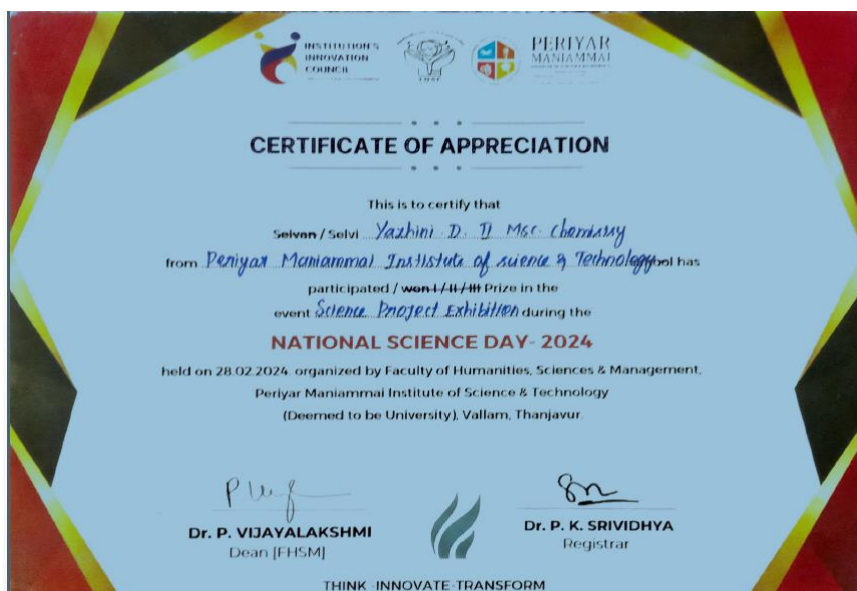 INSTITUTION'S
INNOVATION
COUNCIL
PERIYAR
MANIAMMAI
CERTIFICATE OF APPRECIATION
This is to certify that
Selvan / Selvi Yazhini D. II Msc. Chemistry
from Periyar Maniammai Institute of science & Technology has
participated / won I / II / III Prize in the
event Science Project Exhibition during the
NATIONAL SCIENCE DAY- 2024
held on 28.02.2024. organized by Faculty of Humanities, Sciences & Management,
Periyar Maniammai Institute of Science & Technology
(Deemed to be University), Vallam, Thanjavur.
Dr. P. VIJAYALAKSHMI
Dean [FHSM]
Dr. P. K. SRIVIDHYA
Registrar
THINK -INNOVATE-TRANSFORM